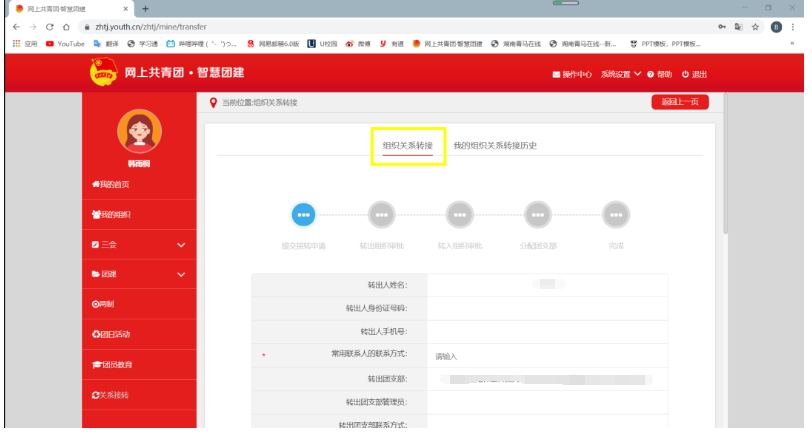 网上共青团·智慧团建
zhtj.youth.cn/zhtj/mine/transfer
应用 YouTube 翻译 学习通 哔哩哔哩 ( ゜- ゜)つ... 网易邮箱6.0版 U校园 微博 有道 网上共青团·智慧团建 湖南青马在线 湖南青马在线--新... PPT模板, PPT模板...
网上共青团·智慧团建
操作中心 系统设置 帮助 退出
当前位置:组织关系转接
返回上一页
组织关系转接 我的组织关系转接历史
我的首页
我的组织
三会
团课
两制
团日活动
团员教育
关系接转
提交接转申请 转出组织审批 转入组织审批 分配团支部 完成
转出人姓名:
转出人身份证号码:
转出人手机号:
* 常用联系人的联系方式: 请输入
转出团支部:
转出团支部管理员:
转出团支部联系方式: